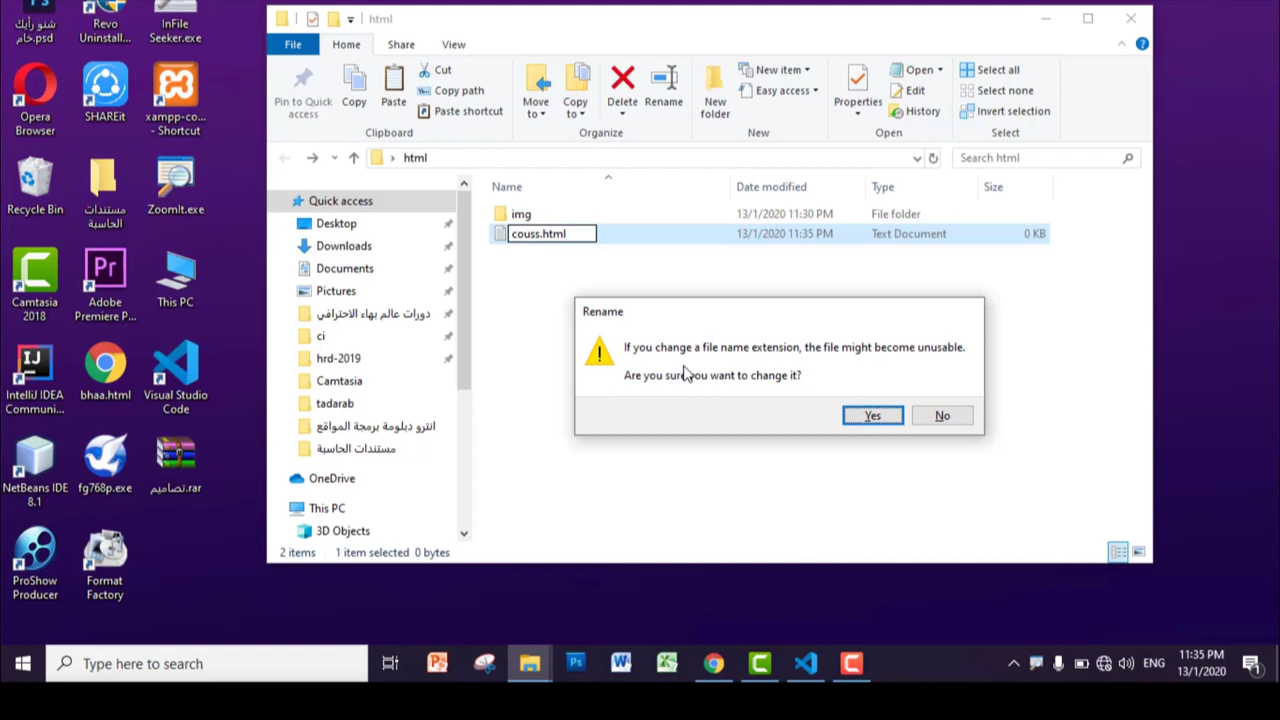 شنو رأيك
خام.psd
Revo
Uninstall...
InFile
Seeker.exe
Opera
Browser
SHAREit
xampp-co...
- Shortcut
Recycle Bin
مستندات
الحاسبة
ZoomIt.exe
Camtasia
2018
Adobe
Premiere P...
This PC
IntelliJ IDEA
Communi...
bhaa.html
Visual Studio
Code
NetBeans IDE
8.1
fg768p.exe
تصاميم.rar
ProShow
Producer
Format
Factory
html
File
Home
Share
View
Pin to Quick
access
Copy
Paste
Cut
Copy path
Paste shortcut
Clipboard
Move
to
Copy
to
Delete
Rename
Organize
New
folder
New item
Easy access
New
Properties
Open
Edit
History
Open
Select all
Select none
Invert selection
Select
html
Search html
Quick access
Desktop
Downloads
Documents
Pictures
دورات عالم بهاء الاحترافي
ci
hrd-2019
Camtasia
tadarab
انترو دبلومة برمجة المواقع
مستندات الحاسبة
OneDrive
This PC
3D Objects
Name Date modified Type Size
img 13/1/2020 11:30 PM File folder
couss.html 13/1/2020 11:35 PM Text Document 0 KB
Rename
If you change a file name extension, the file might become unusable.
Are you sure you want to change it?
Yes No
2 items 1 item selected 0 bytes
Type here to search
ENG
11:35 PM
13/1/2020
1